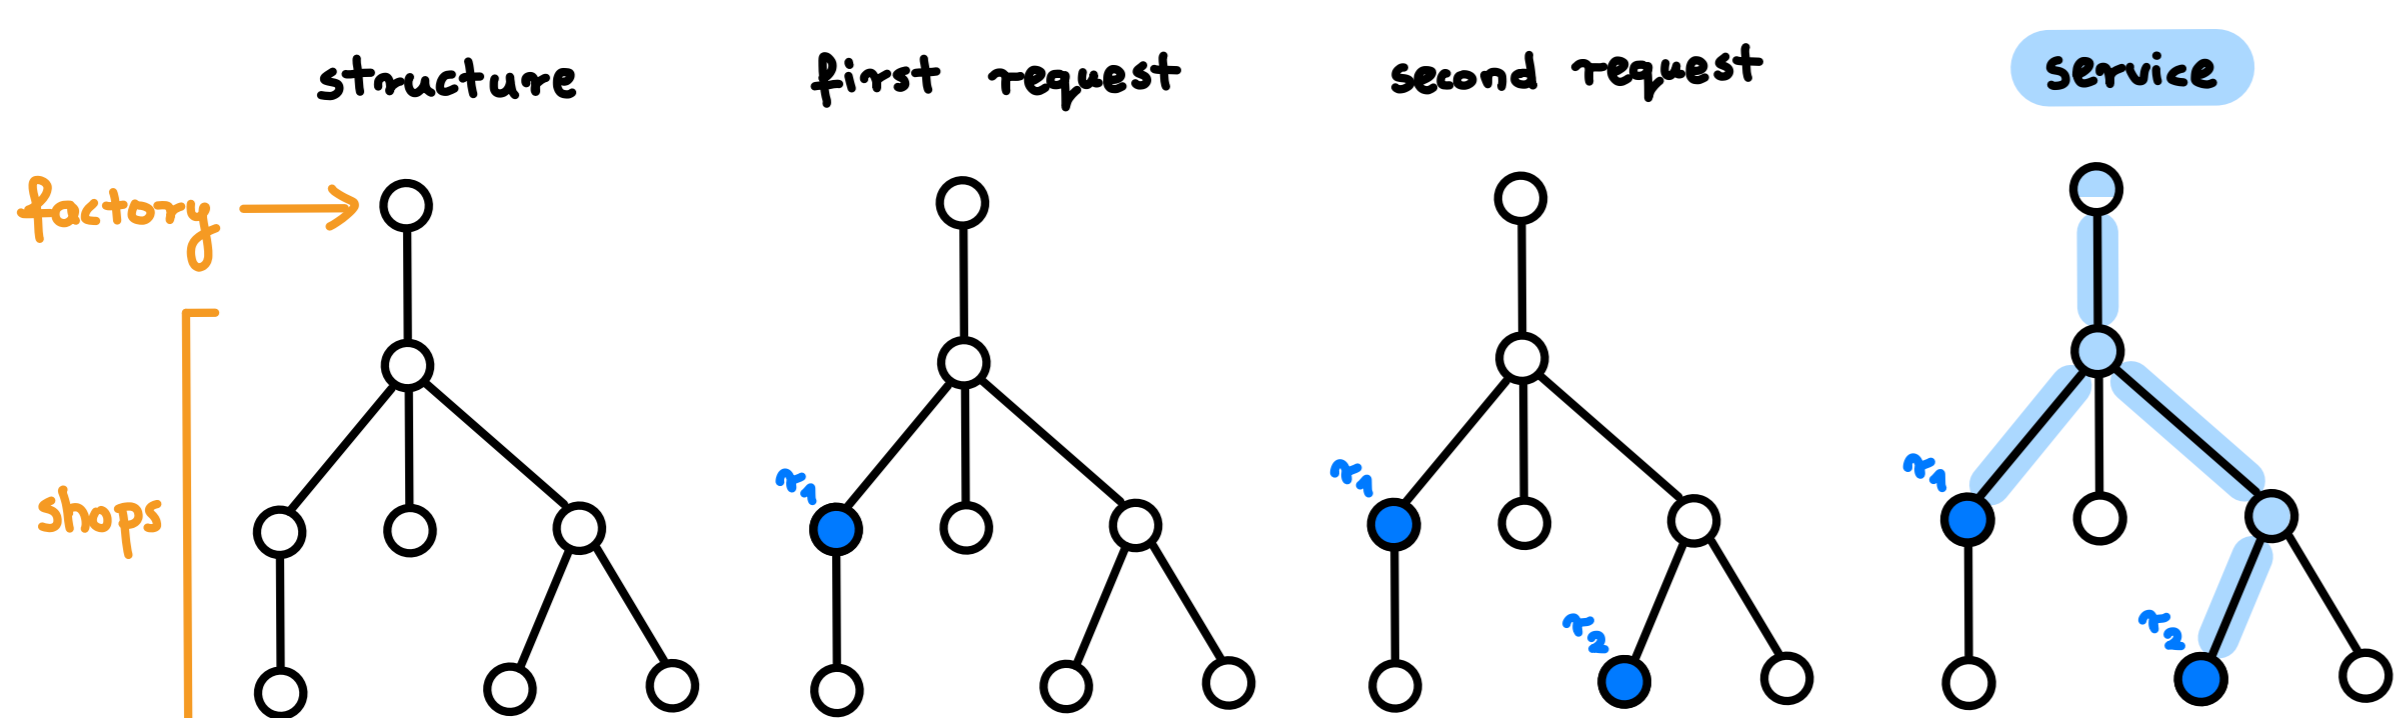 structure first request second request service
factory
shops
r1 r1 r1
r2 r2